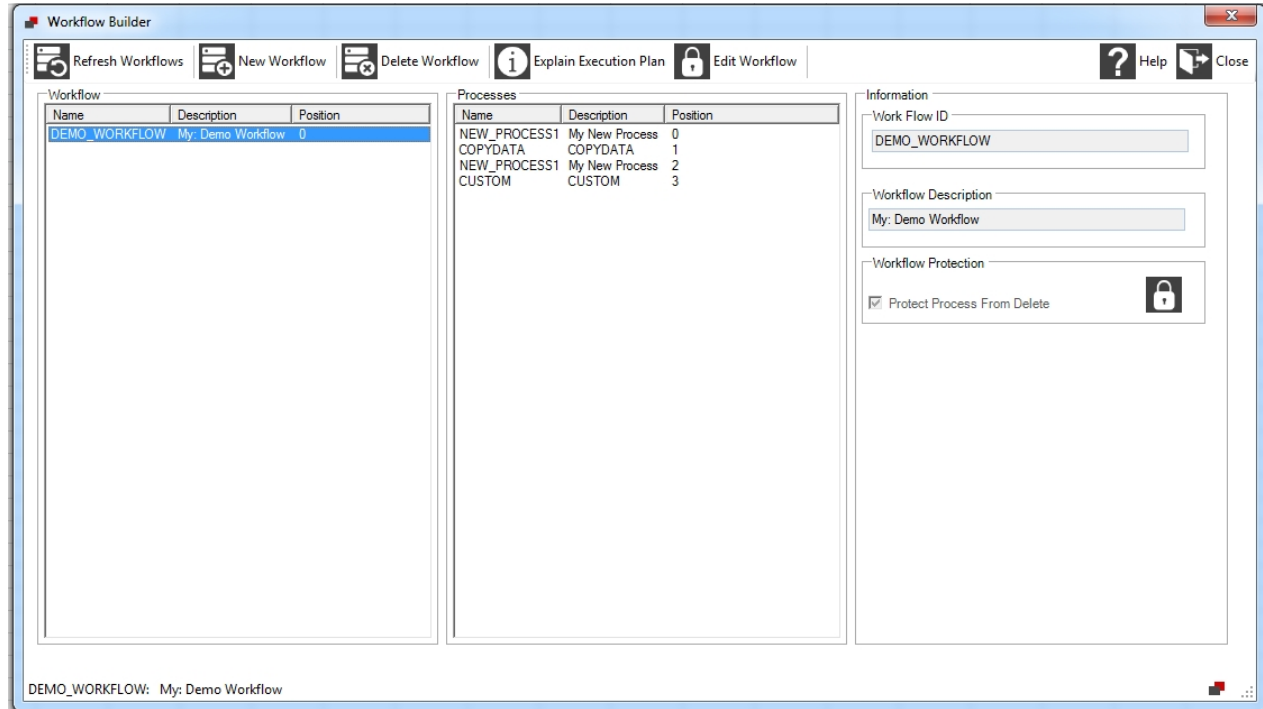 Workflow Builder
Refresh Workflows New Workflow Delete Workflow Explain Execution Plan Edit Workflow Help Close
Workflow
Name Description Position
DEMO_WORKFLOW My: Demo Workflow 0
Processes
Name Description Position
NEW_PROCESS1 My New Process 0
COPYDATA COPYDATA 1
NEW_PROCESS1 My New Process 2
CUSTOM CUSTOM 3
Information
Work Flow ID
DEMO_WORKFLOW
Workflow Description
My: Demo Workflow
Workflow Protection
Protect Process From Delete
DEMO_WORKFLOW: My: Demo Workflow